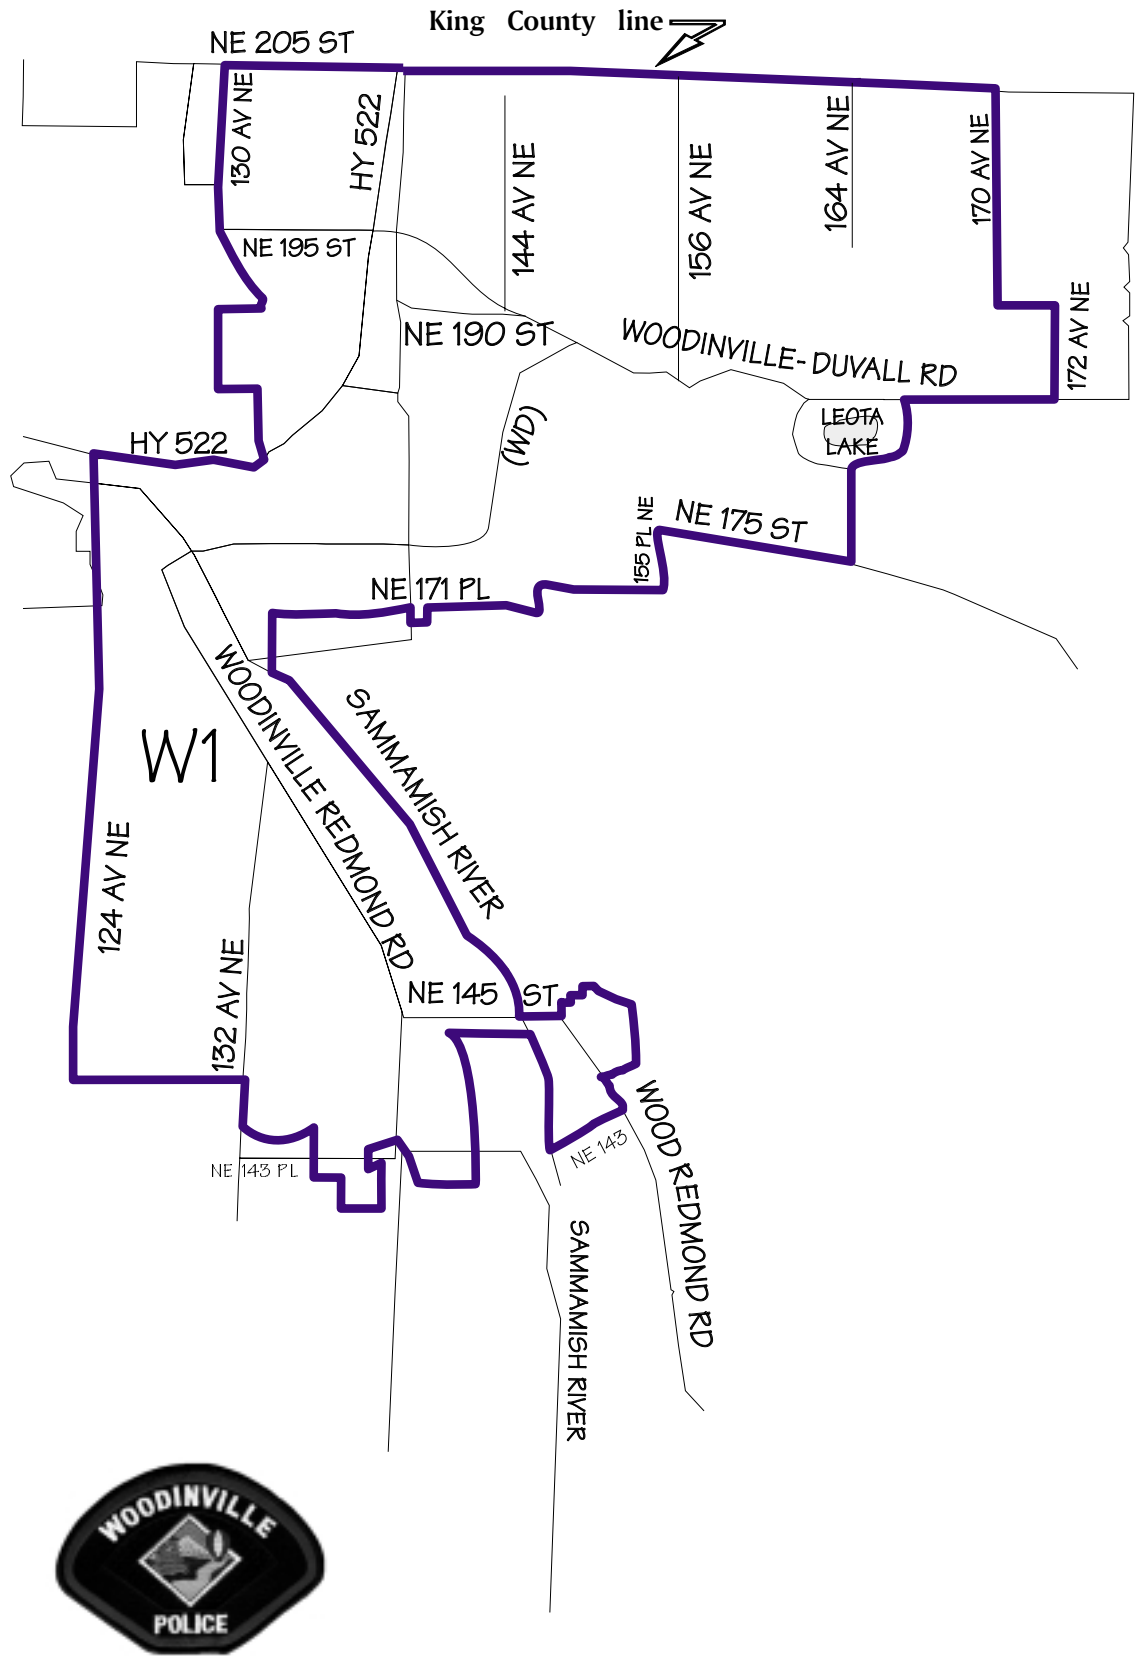 King County line
NE 205 ST
130 AV NE
HY 522
144 AV NE
156 AV NE
164 AV NE
170 AV NE
NE 195 ST
172 AV NE
NE 190 ST
WOODINVILLE- DUVALL RD
(WD)
LEOTA
LAKE
HY 522
155 PL NE
NE 175 ST
NE 171 PL
WOODINVILLE REDMOND RD
SAMMAMISH RIVER
W1
124 AV NE
132 AV NE
NE 145 ST
WOOD REDMOND RD
NE 143
NE 143 PL
SAMMAMISH RIVER
WOODINVILLE
POLICE